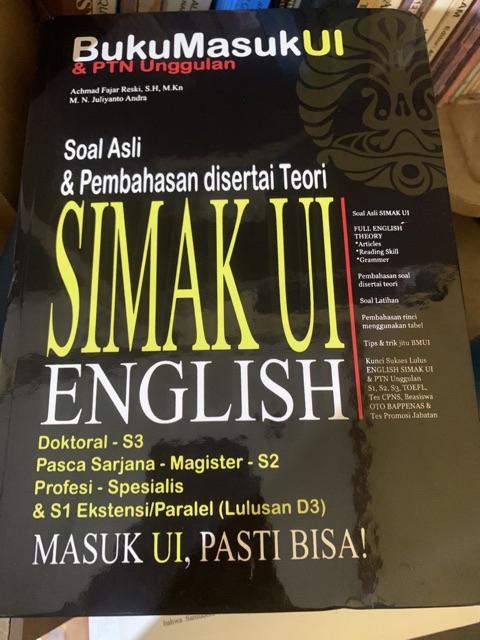 BukuMasukUI
& PTN Unggulan
Achmad Fajar Reski, S.H, M.Kn
M. N. Juliyanto Andra
Soal Asli
& Pembahasan disertai Teori
SIMAK UI
ENGLISH
Soal Asli SIMAK UI
FULL ENGLISH
THEORY
*Articles
*Reading Skill
*Grammer
Pembahasan soal
disertai teori
Soal Latihan
Pembahasan rinci
menggunakan tabel
Tips & trik jitu BMUI
Kunci Sukses Lulus
ENGLISH SIMAK UI
& PTN Unggulan
S1, S2, S3, TOEFL,
Tes CPNS, Beasiswa
OTO BAPPENAS &
Tes Promosi Jabatan
Doktoral - S3
Pasca Sarjana - Magister - S2
Profesi - Spesialis
& S1 Ekstensi/Paralel (Lulusan D3)
MASUK UI, PASTI BISA!